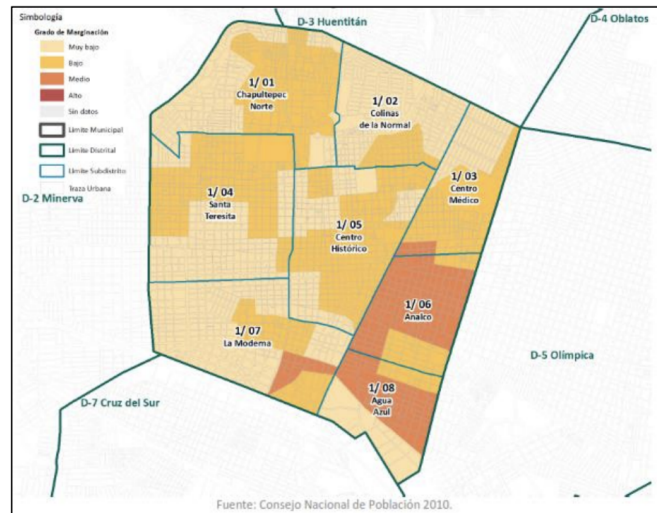 Simbología
Grado de Marginación
Muy bajo
Bajo
Medio
Alto
Sin datos
Límite Municipal
Límite Distrital
Límite Subdistrito
Traza Urbana
D-3 Huentitán
D-4 Oblatos
1/ 01
Chapultepec
Norte
1/ 02
Colinas
de la Normal
1/ 03
Centro
Médico
D-2 Minerva
1/ 04
Santa
Teresita
1/ 05
Centro
Histórico
1/ 06
Analco
1/ 07
La Moderna
D-5 Olímpica
1/ 08
Agua
Azul
D-7 Cruz del Sur
Fuente: Consejo Nacional de Población 2010.